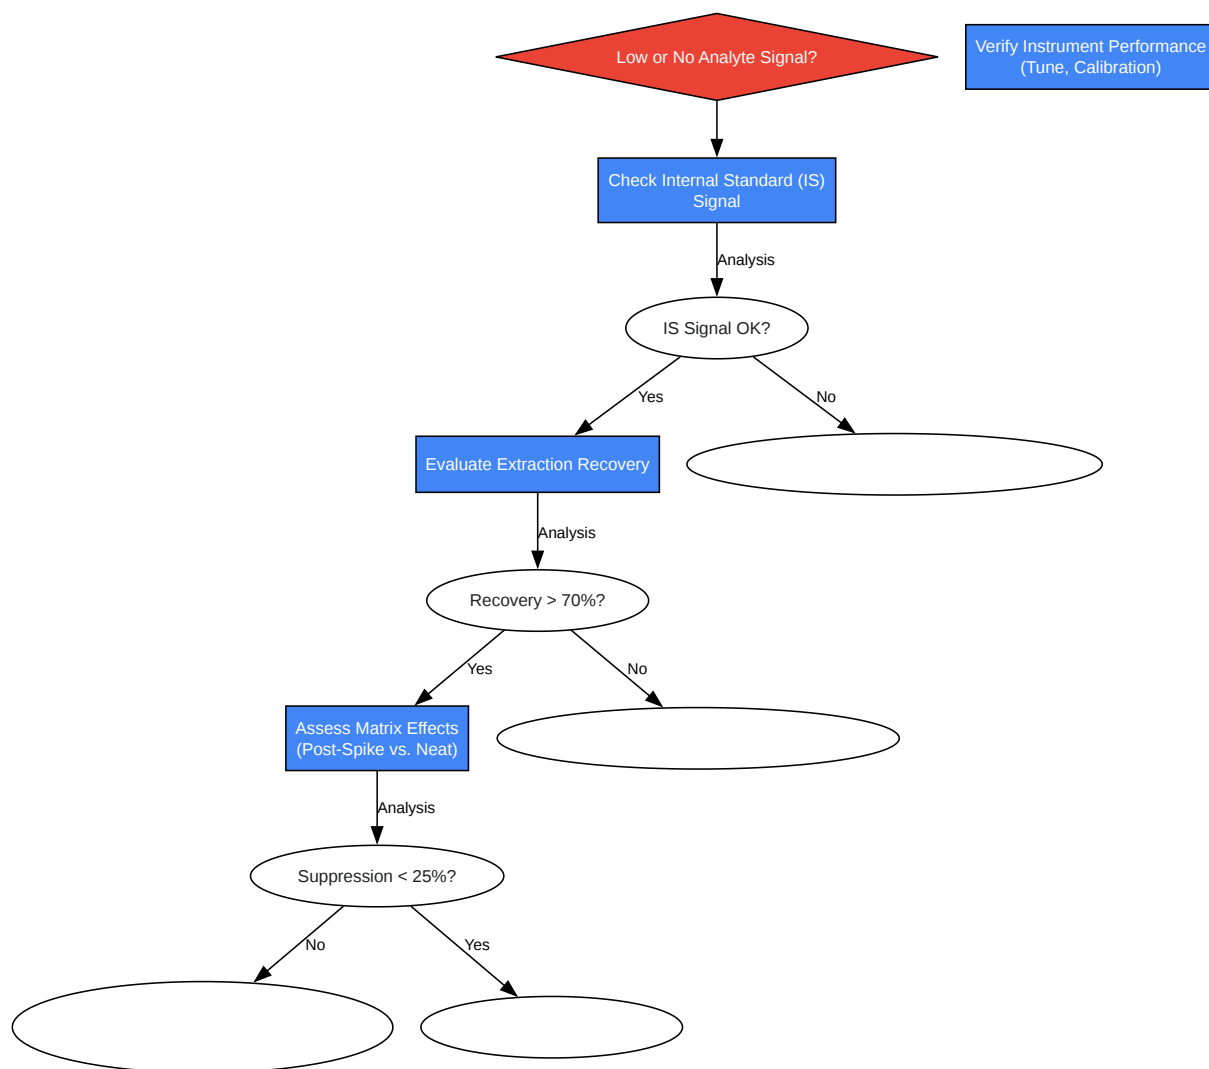 Low or No Analyte Signal?
Verify Instrument Performance
(Tune, Calibration)
Check Internal Standard (IS)
Signal
Analysis
IS Signal OK?
Yes
No
Evaluate Extraction Recovery
Analysis
Recovery > 70%?
Yes
No
Assess Matrix Effects
(Post-Spike vs. Neat)
Analysis
Suppression < 25%?
No
Yes